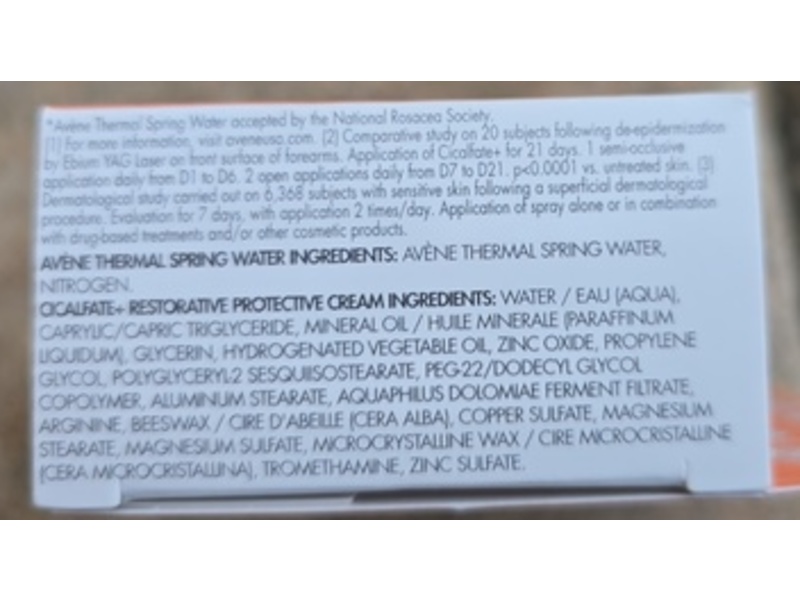 *Avène Thermal Spring Water accepted by the National Rosacea Society.
(1) For more information, visit aveneusa.com. (2) Comparative study on 20 subjects following de-epidermization
by Ebium YAG Laser on front surface of forearms. Application of Cicalfate+ for 21 days. 1 semi-occlusive
application daily from D1 to D6. 2 open applications daily from D7 to D21. p<0.0001 vs. untreated skin. (3)
Dermatological study carried out on 6,368 subjects with sensitive skin following a superficial dermatological
procedure. Evaluation for 7 days, with application 2 times/day. Application of spray alone or in combination
with drug-based treatments and/or other cosmetic products.
AVÈNE THERMAL SPRING WATER INGREDIENTS: AVÈNE THERMAL SPRING WATER,
NITROGEN.
CICALFATE+ RESTORATIVE PROTECTIVE CREAM INGREDIENTS: WATER / EAU (AQUA),
CAPRYLIC/CAPRIC TRIGLYCERIDE, MINERAL OIL / HUILE MINERALE (PARAFFINUM
LIQUIDUM), GLYCERIN, HYDROGENATED VEGETABLE OIL, ZINC OXIDE, PROPYLENE
GLYCOL, POLYGLYCERYL-2 SESQUIISOSTEARATE, PEG-22/DODECYL GLYCOL
COPOLYMER, ALUMINUM STEARATE, AQUAPHILUS DOLOMIAE FERMENT FILTRATE,
ARGININE, BEESWAX / CIRE D'ABEILLE (CERA ALBA), COPPER SULFATE, MAGNESIUM
STEARATE, MAGNESIUM SULFATE, MICROCRYSTALLINE WAX / CIRE MICROCRISTALLINE
(CERA MICROCRISTALLINA), TROMETHAMINE, ZINC SULFATE.